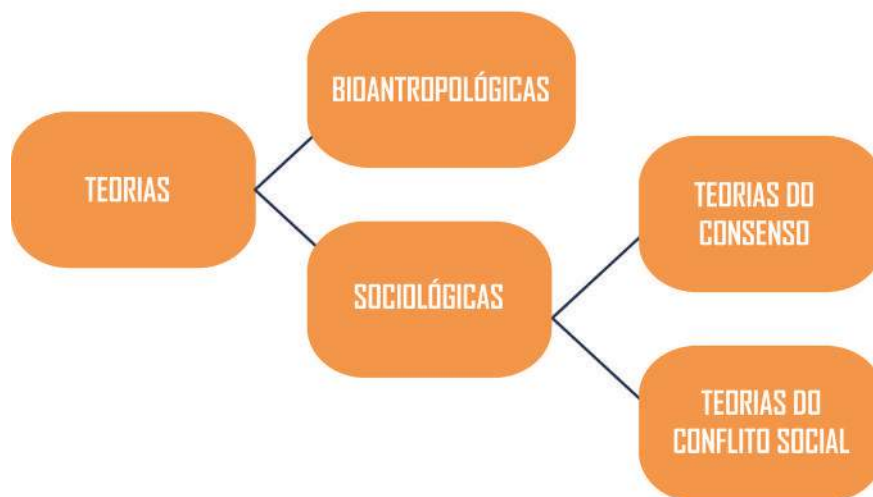 TEORIAS
BIOANTROPOLÓGICAS
SOCIOLÓGICAS
TEORIAS DO
CONSENSO
TEORIAS DO
CONFLITO SOCIAL